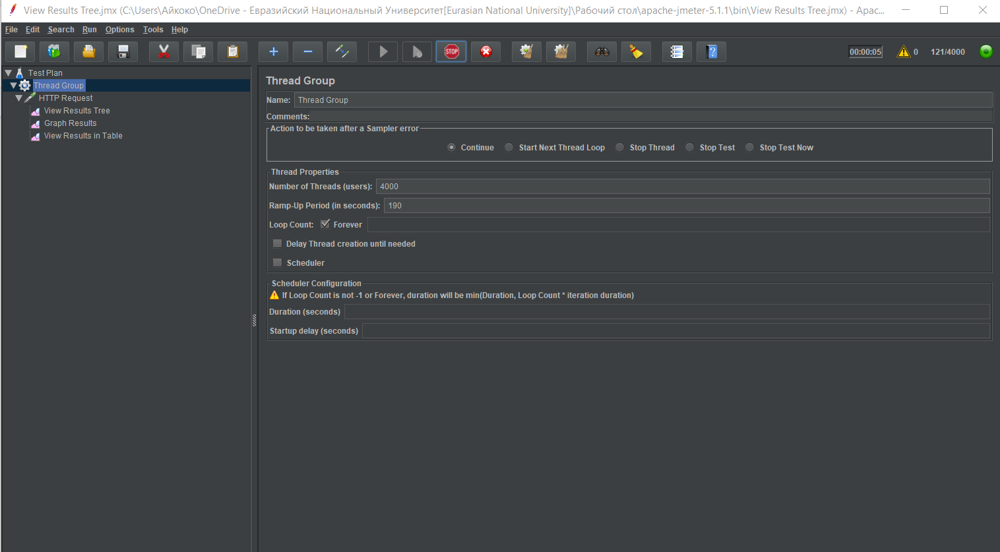 View Results Tree.jmx (C:\Users\Айкоко\OneDrive - Евразийский Национальный Университет[Eurasian National University]\Рабочий стол\apache-jmeter-5.1.1\bin\View Results Tree.jmx) - Apac...
File Edit Search Run Options Tools Help
STOP 00:00:05 0 121/4000
Test Plan
Thread Group
HTTP Request
View Results Tree
Graph Results
View Results in Table
Thread Group
Name: Thread Group
Comments:
Action to be taken after a Sampler error
Continue Start Next Thread Loop Stop Thread Stop Test Stop Test Now
Thread Properties
Number of Threads (users): 4000
Ramp-Up Period (in seconds): 190
Loop Count: Forever
Delay Thread creation until needed
Scheduler
Scheduler Configuration
If Loop Count is not -1 or Forever, duration will be min(Duration, Loop Count * iteration duration)
Duration (seconds)
Startup delay (seconds)